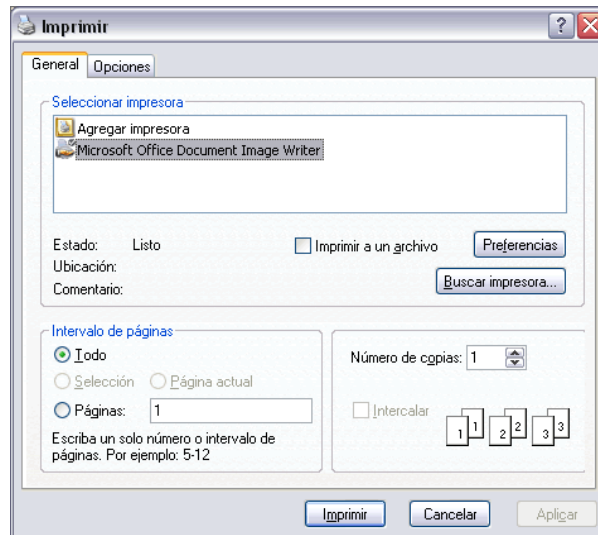 Imprimir
General Opciones
Seleccionar impresora
Agregar impresora
Microsoft Office Document Image Writer
Estado: Listo
Imprimir a un archivo
Preferencias
Ubicación:
Comentario:
Buscar impresora...
Intervalo de páginas
Todo
Selección Página actual
Páginas: 1
Escriba un solo número o intervalo de
páginas. Por ejemplo: 5-12
Número de copias: 1
Intercalar
1 1 2 2 3 3
Imprimir Cancelar Aplicar